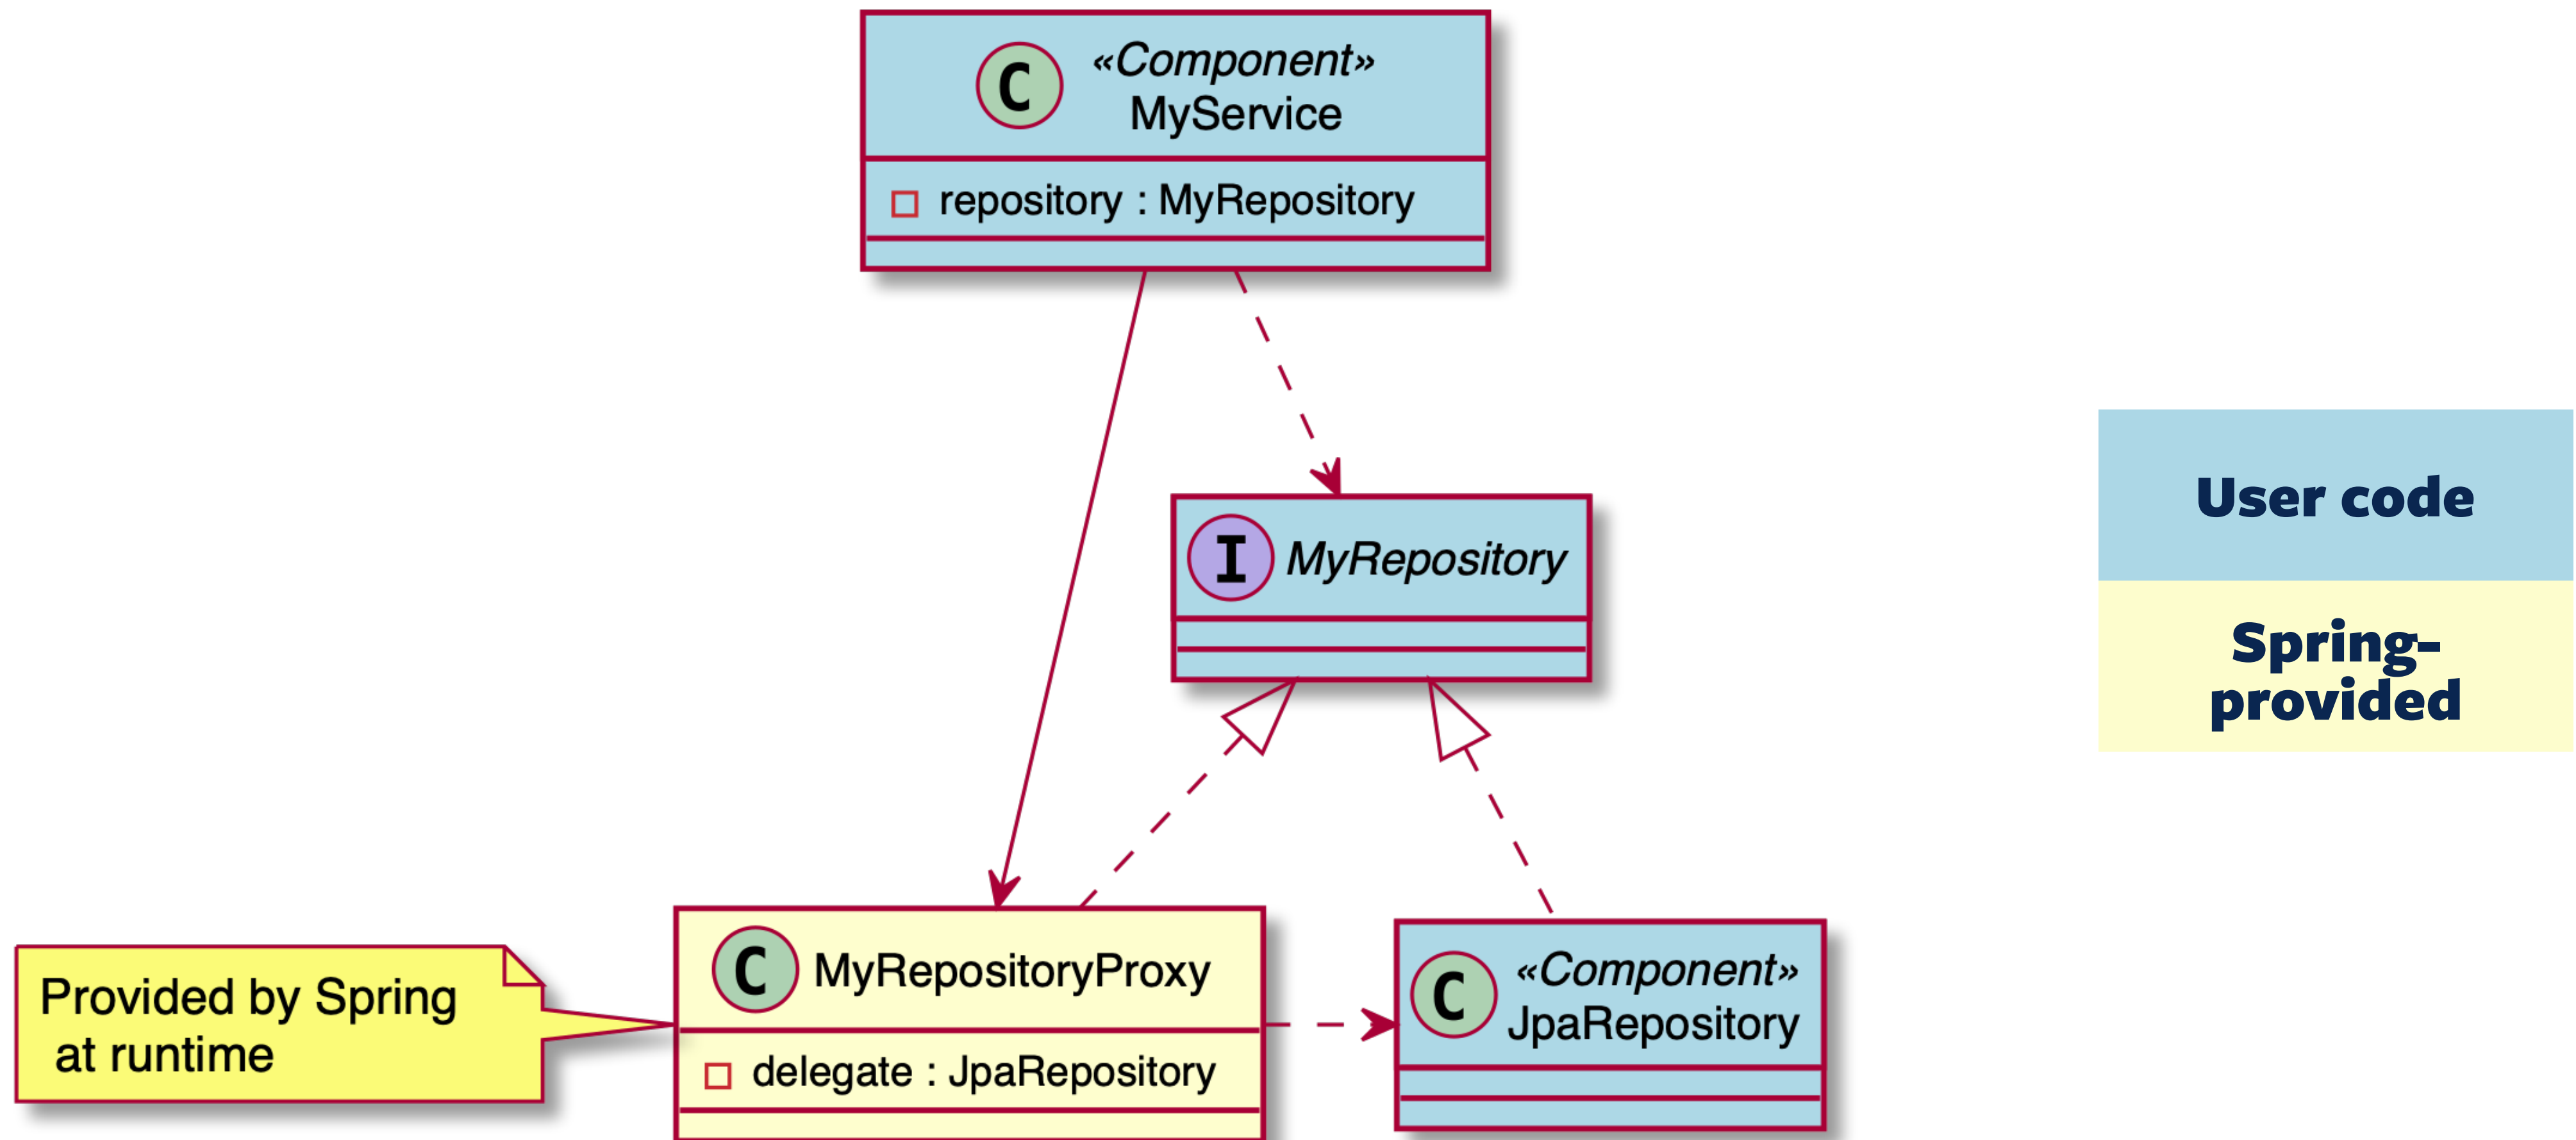 C
«Component»
MyService
repository : MyRepository
I
MyRepository
User code
Spring-
provided
C
MyRepositoryProxy
delegate : JpaRepository
C
«Component»
JpaRepository
Provided by Spring
at runtime